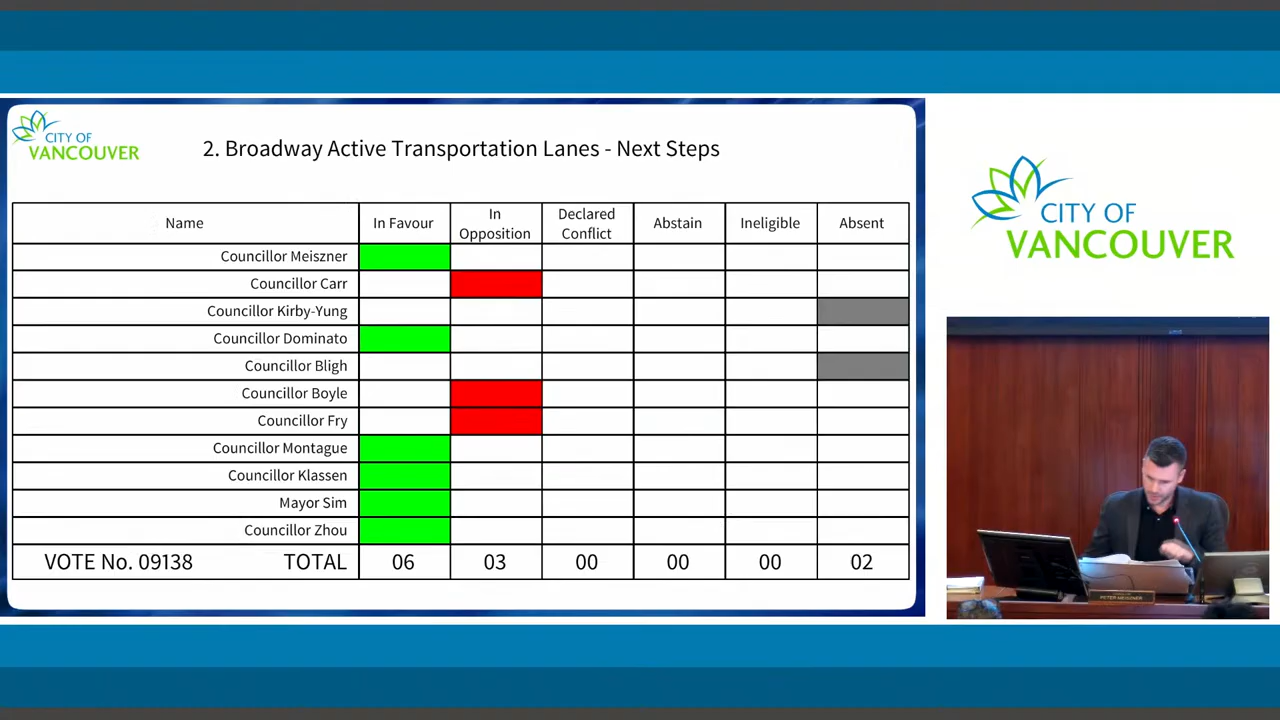 CITY OF
VANCOUVER
2. Broadway Active Transportation Lanes - Next Steps
Name In Favour In Opposition Declared Conflict Abstain Ineligible Absent
Councillor Meiszner
Councillor Carr
Councillor Kirby-Yung
Councillor Dominato
Councillor Bligh
Councillor Boyle
Councillor Fry
Councillor Montague
Councillor Klassen
Mayor Sim
Councillor Zhou
VOTE No. 09138 TOTAL 06 03 00 00 00 02
CITY OF
VANCOUVER
PETER MEISZNER